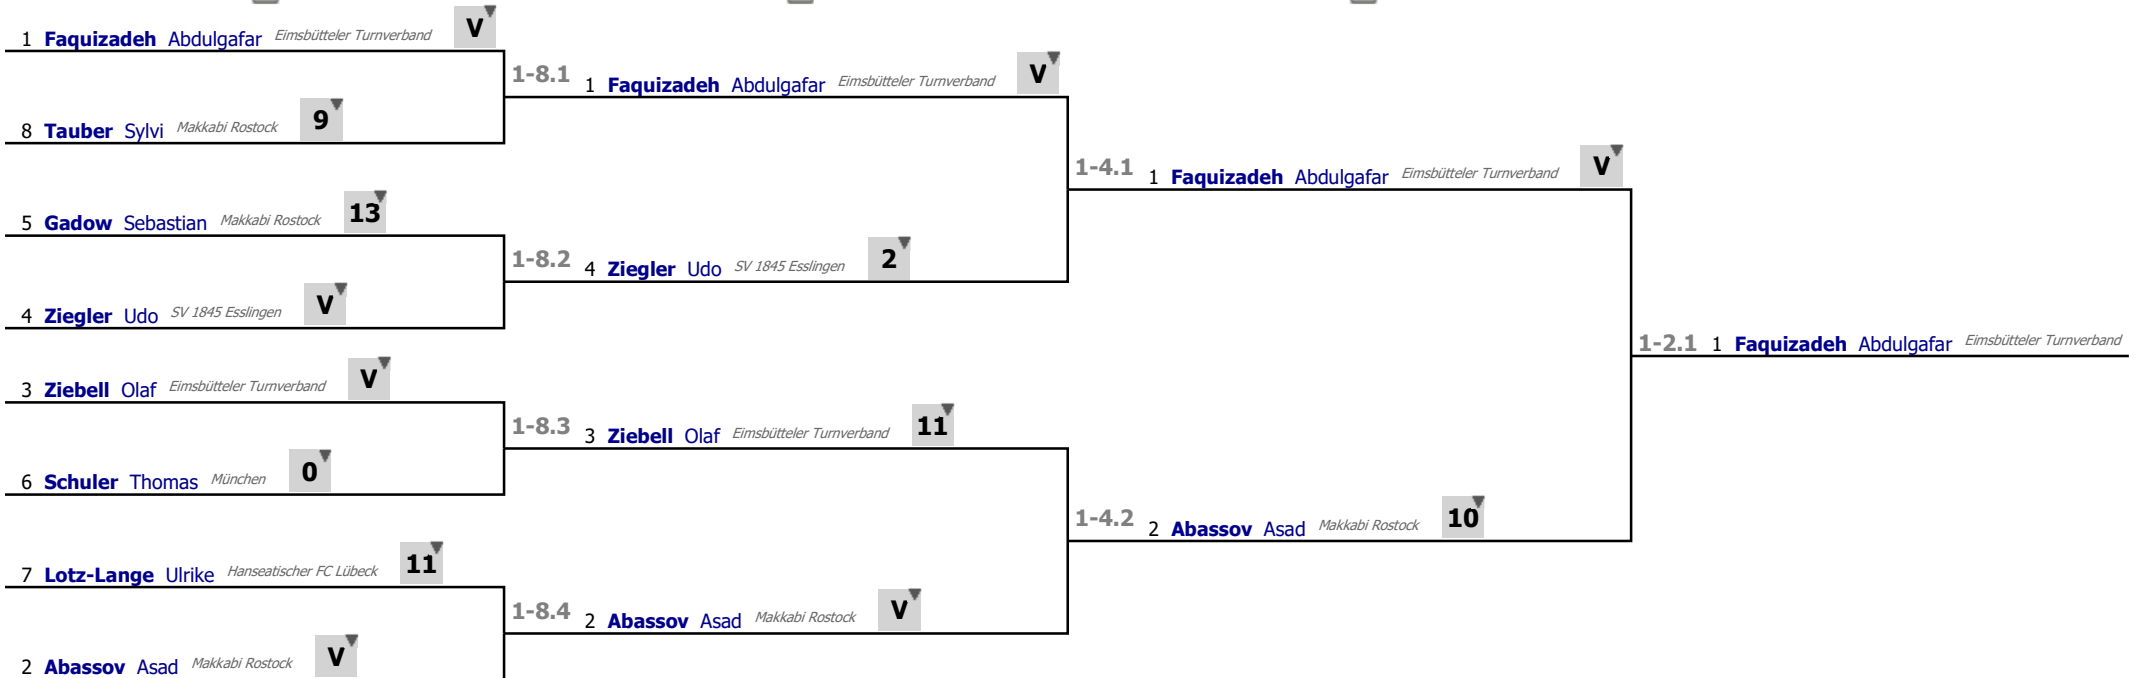 1 Faquizadeh Abdulgafar Eimsbütteler Turnverband V
8 Tauber Sylvi Makkabi Rostock 9
5 Gadow Sebastian Makkabi Rostock 13
4 Ziegler Udo SV 1845 Esslingen V
3 Ziebell Olaf Eimsbütteler Turnverband V
6 Schuler Thomas München 0
7 Lotz-Lange Ulrike Hanseatischer FC Lübeck 11
2 Abassov Asad Makkabi Rostock V
1-8.1 1 Faquizadeh Abdulgafar Eimsbütteler Turnverband V
1-8.2 4 Ziegler Udo SV 1845 Esslingen 2
1-8.3 3 Ziebell Olaf Eimsbütteler Turnverband 11
1-8.4 2 Abassov Asad Makkabi Rostock V
1-4.1 1 Faquizadeh Abdulgafar Eimsbütteler Turnverband V
1-4.2 2 Abassov Asad Makkabi Rostock 10
1-2.1 1 Faquizadeh Abdulgafar Eimsbütteler Turnverband